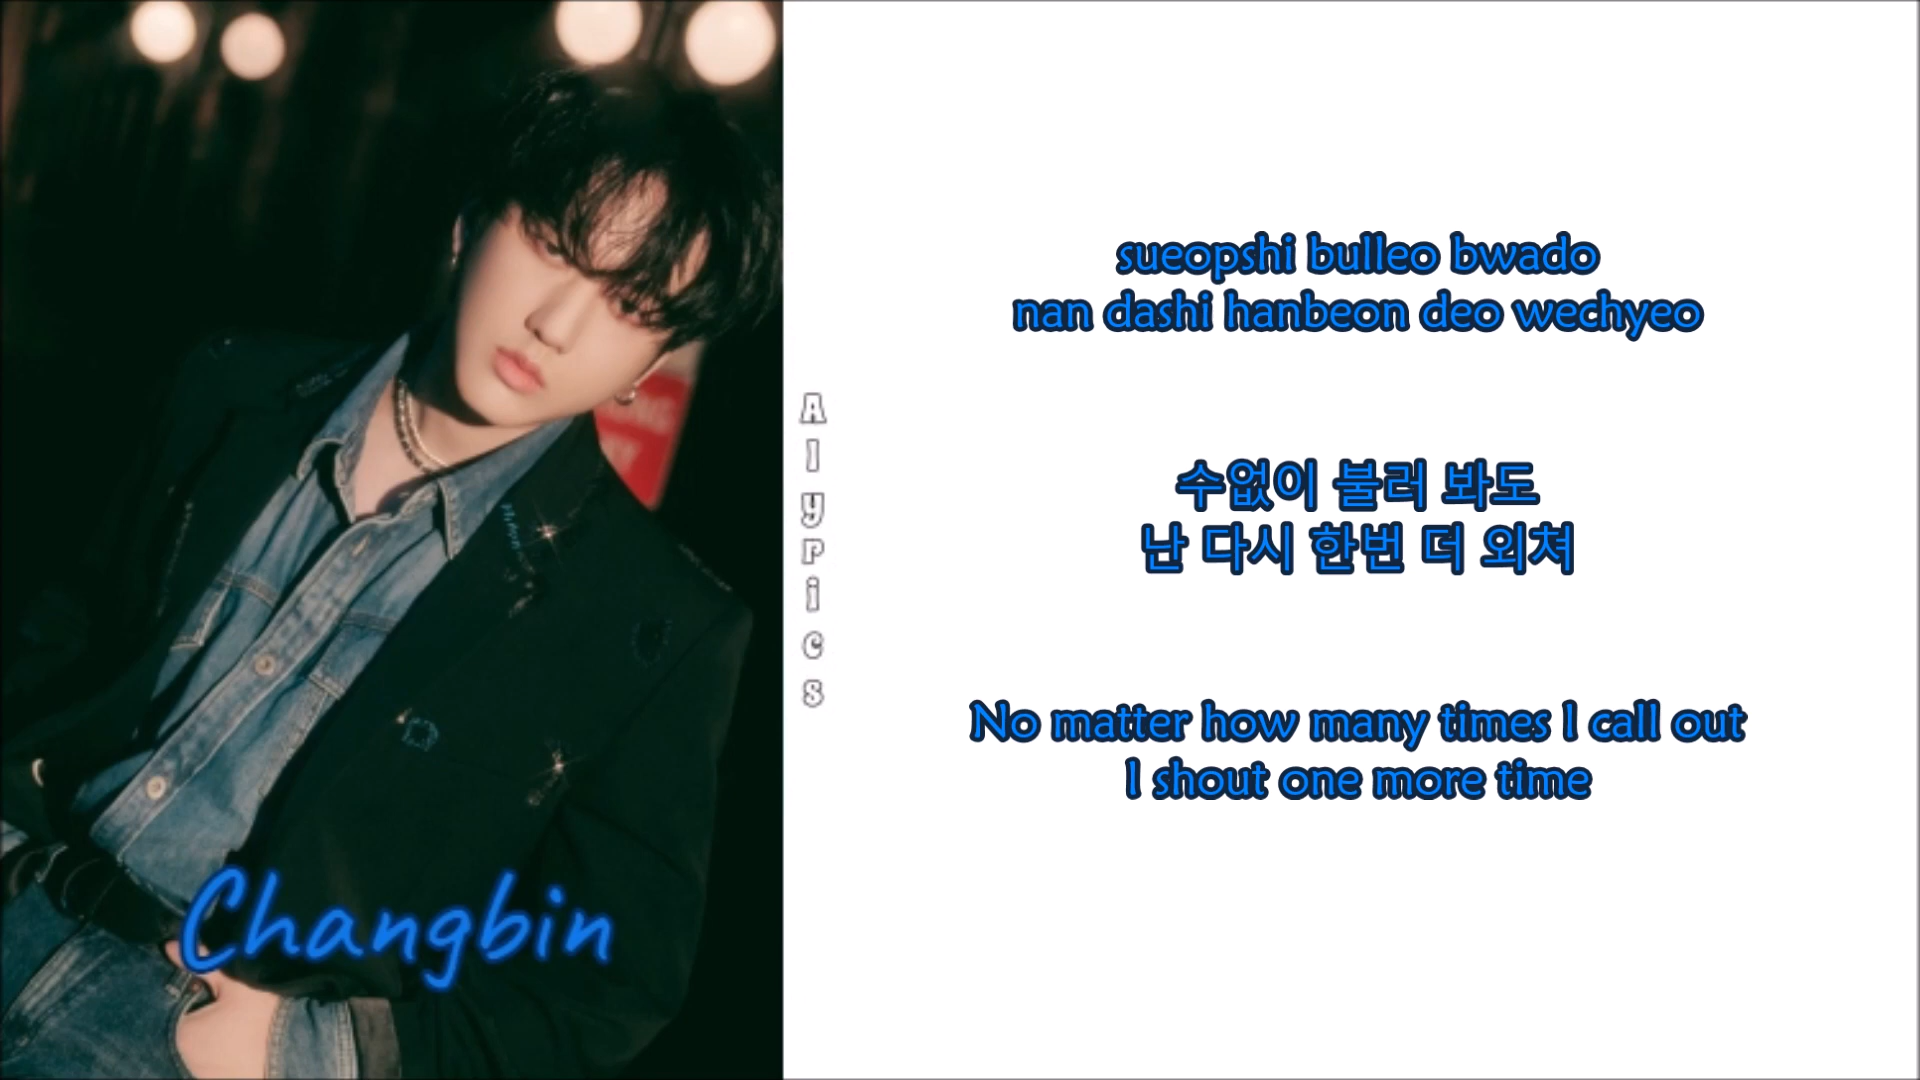 sueopshi bulleo bwado
nan dashi hanbeon deo wechyeo
수없이 불러 봐도
난 다시 한번 더 외쳐
No matter how many times I call out
I shout one more time
Alypics
Changbin